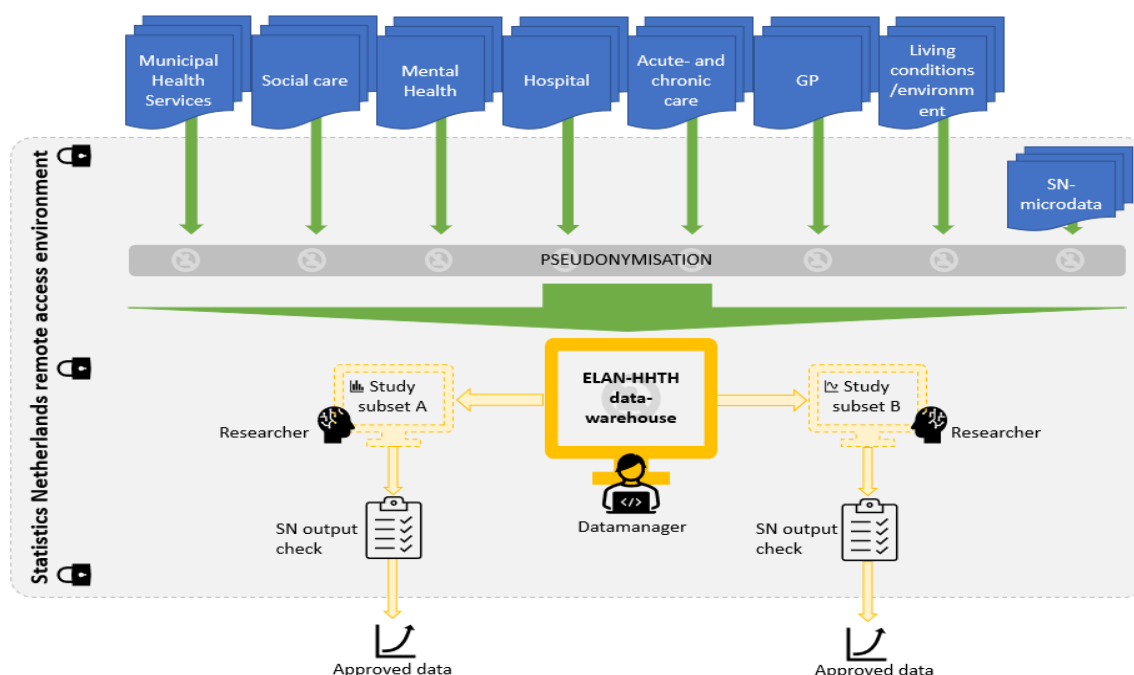 Municipal
Health
Services
Social care
Mental
Health
Hospital
Acute- and
chronic
care
GP
Living
conditions
/environm
ent
SN-
microdata
Statistics Netherlands remote access environment
PSEUDONYMISATION
ELAN-HHTH
data-
warehouse
Study
subset A
Study
subset B
Researcher
Researcher
</>
Datamanager
SN output
check
SN output
check
Approved data
Approved data